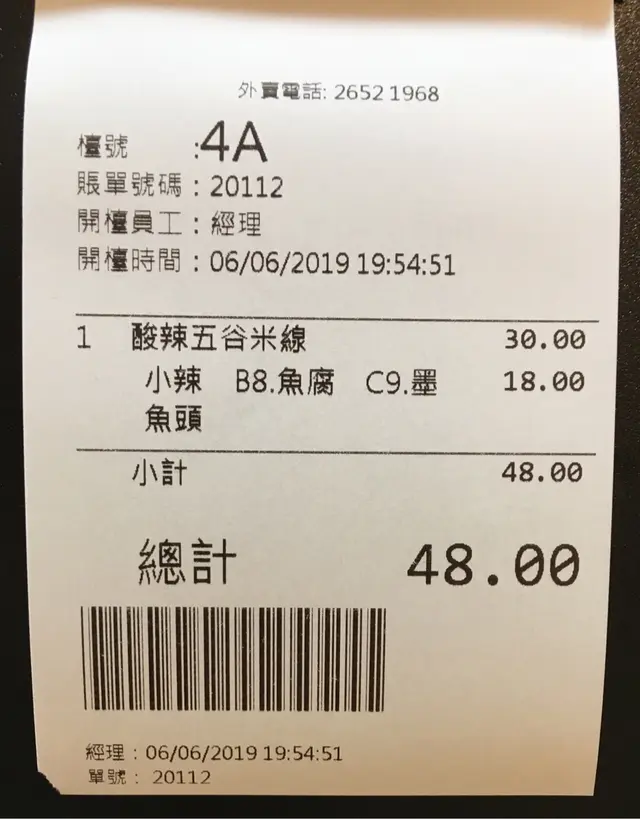 外賣電話: 2652 1968
檯號 :4A
賬單號碼 : 20112
開檯員工 : 經理
開檯時間 : 06/06/2019 19:54:51
1 酸辣五谷米線 30.00
小辣 B8.魚腐 C9.墨 18.00
魚頭
小計 48.00
總計 48.00
經理 : 06/06/2019 19:54:51
單號 : 20112